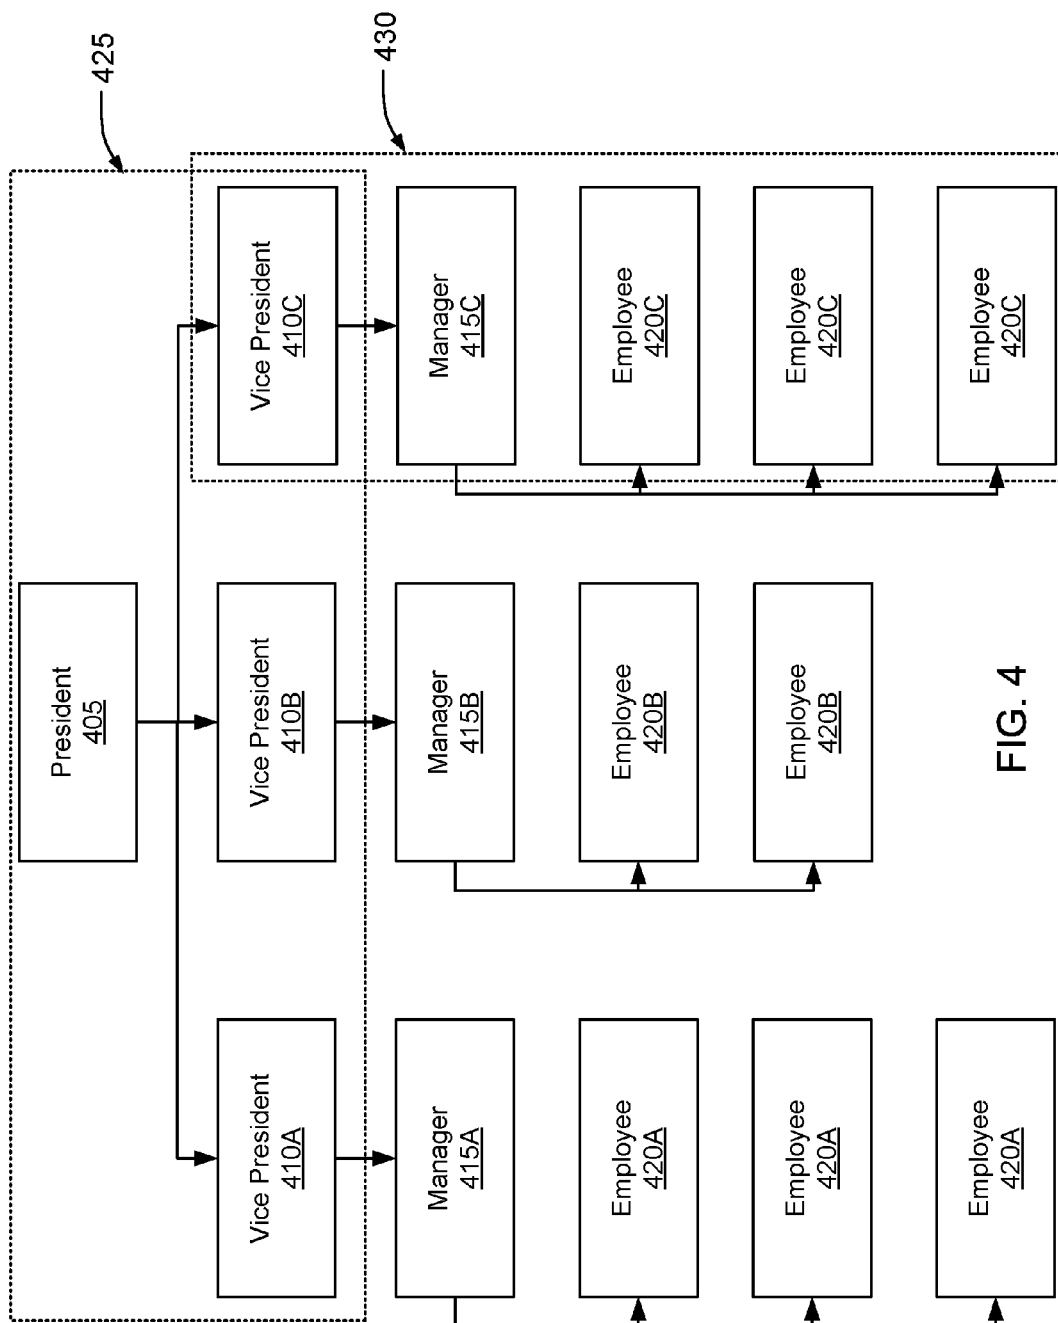 425
430
President
405
Vice President
410A
Vice President
410B
Vice President
410C
Manager
415A
Manager
415B
Manager
415C
Employee
420A
Employee
420B
Employee
420C
Employee
420A
Employee
420B
Employee
420C
Employee
420A
Employee
420C
FIG. 4